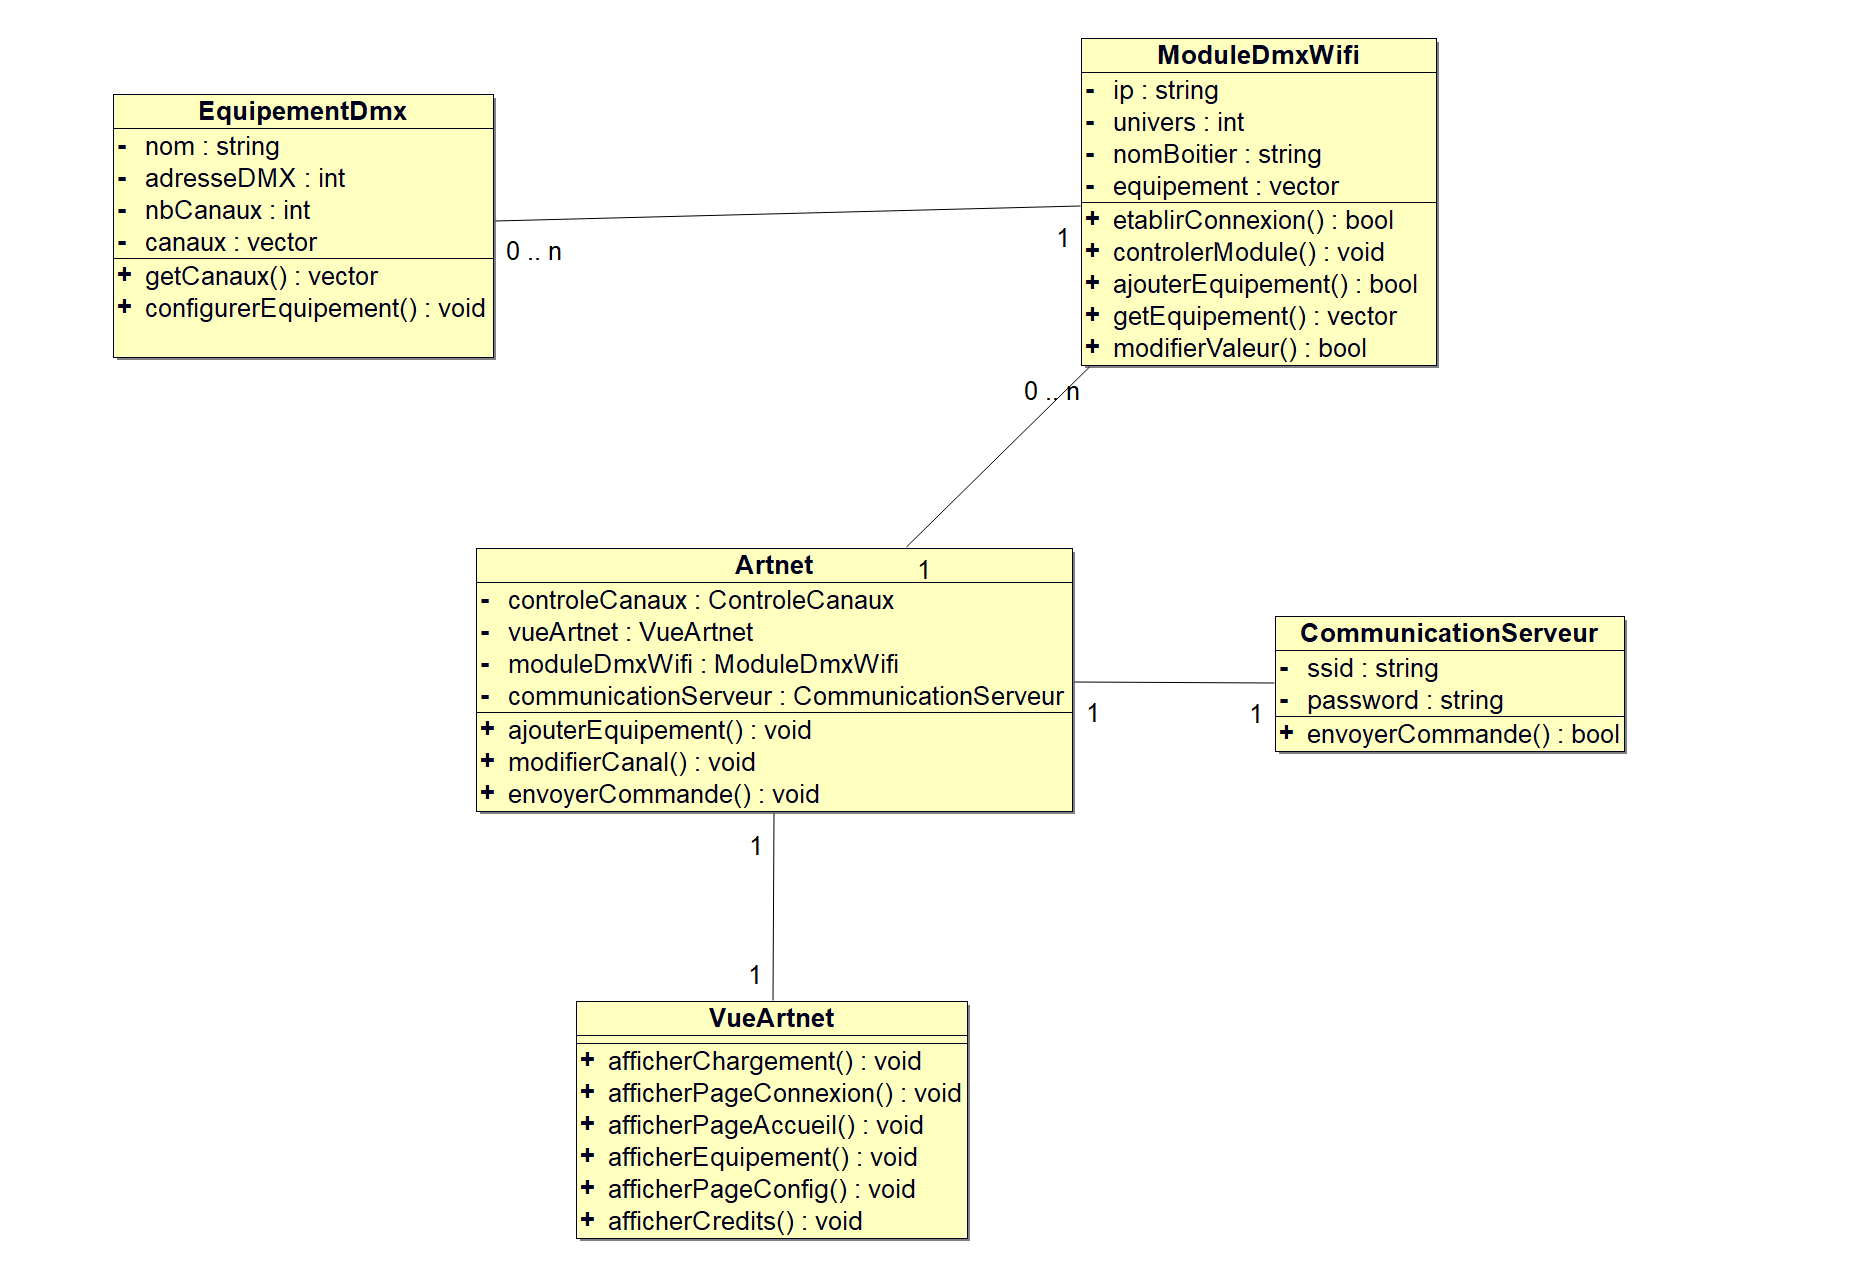 EquipementDmx
- nom : string
- adresseDMX : int
- nbCanaux : int
- canaux : vector
+ getCanaux() : vector
+ configurerEquipement() : void
0 .. n
1
ModuleDmxWifi
- ip : string
- univers : int
- nomBoitier : string
- equipement : vector
+ etablirConnexion() : bool
+ controlerModule() : void
+ ajouterEquipement() : bool
+ getEquipement() : vector
+ modifierValeur() : bool
0 .. n
1
Artnet
- controleCanaux : ControleCanaux
- vueArtnet : VueArtnet
- moduleDmxWifi : ModuleDmxWifi
- communicationServeur : CommunicationServeur
+ ajouterEquipement() : void
+ modifierCanal() : void
+ envoyerCommande() : void
1
1
CommunicationServeur
- ssid : string
- password : string
+ envoyerCommande() : bool
1
1
VueArtnet
+ afficherChargement() : void
+ afficherPageConnexion() : void
+ afficherPageAccueil() : void
+ afficherEquipement() : void
+ afficherPageConfig() : void
+ afficherCredits() : void